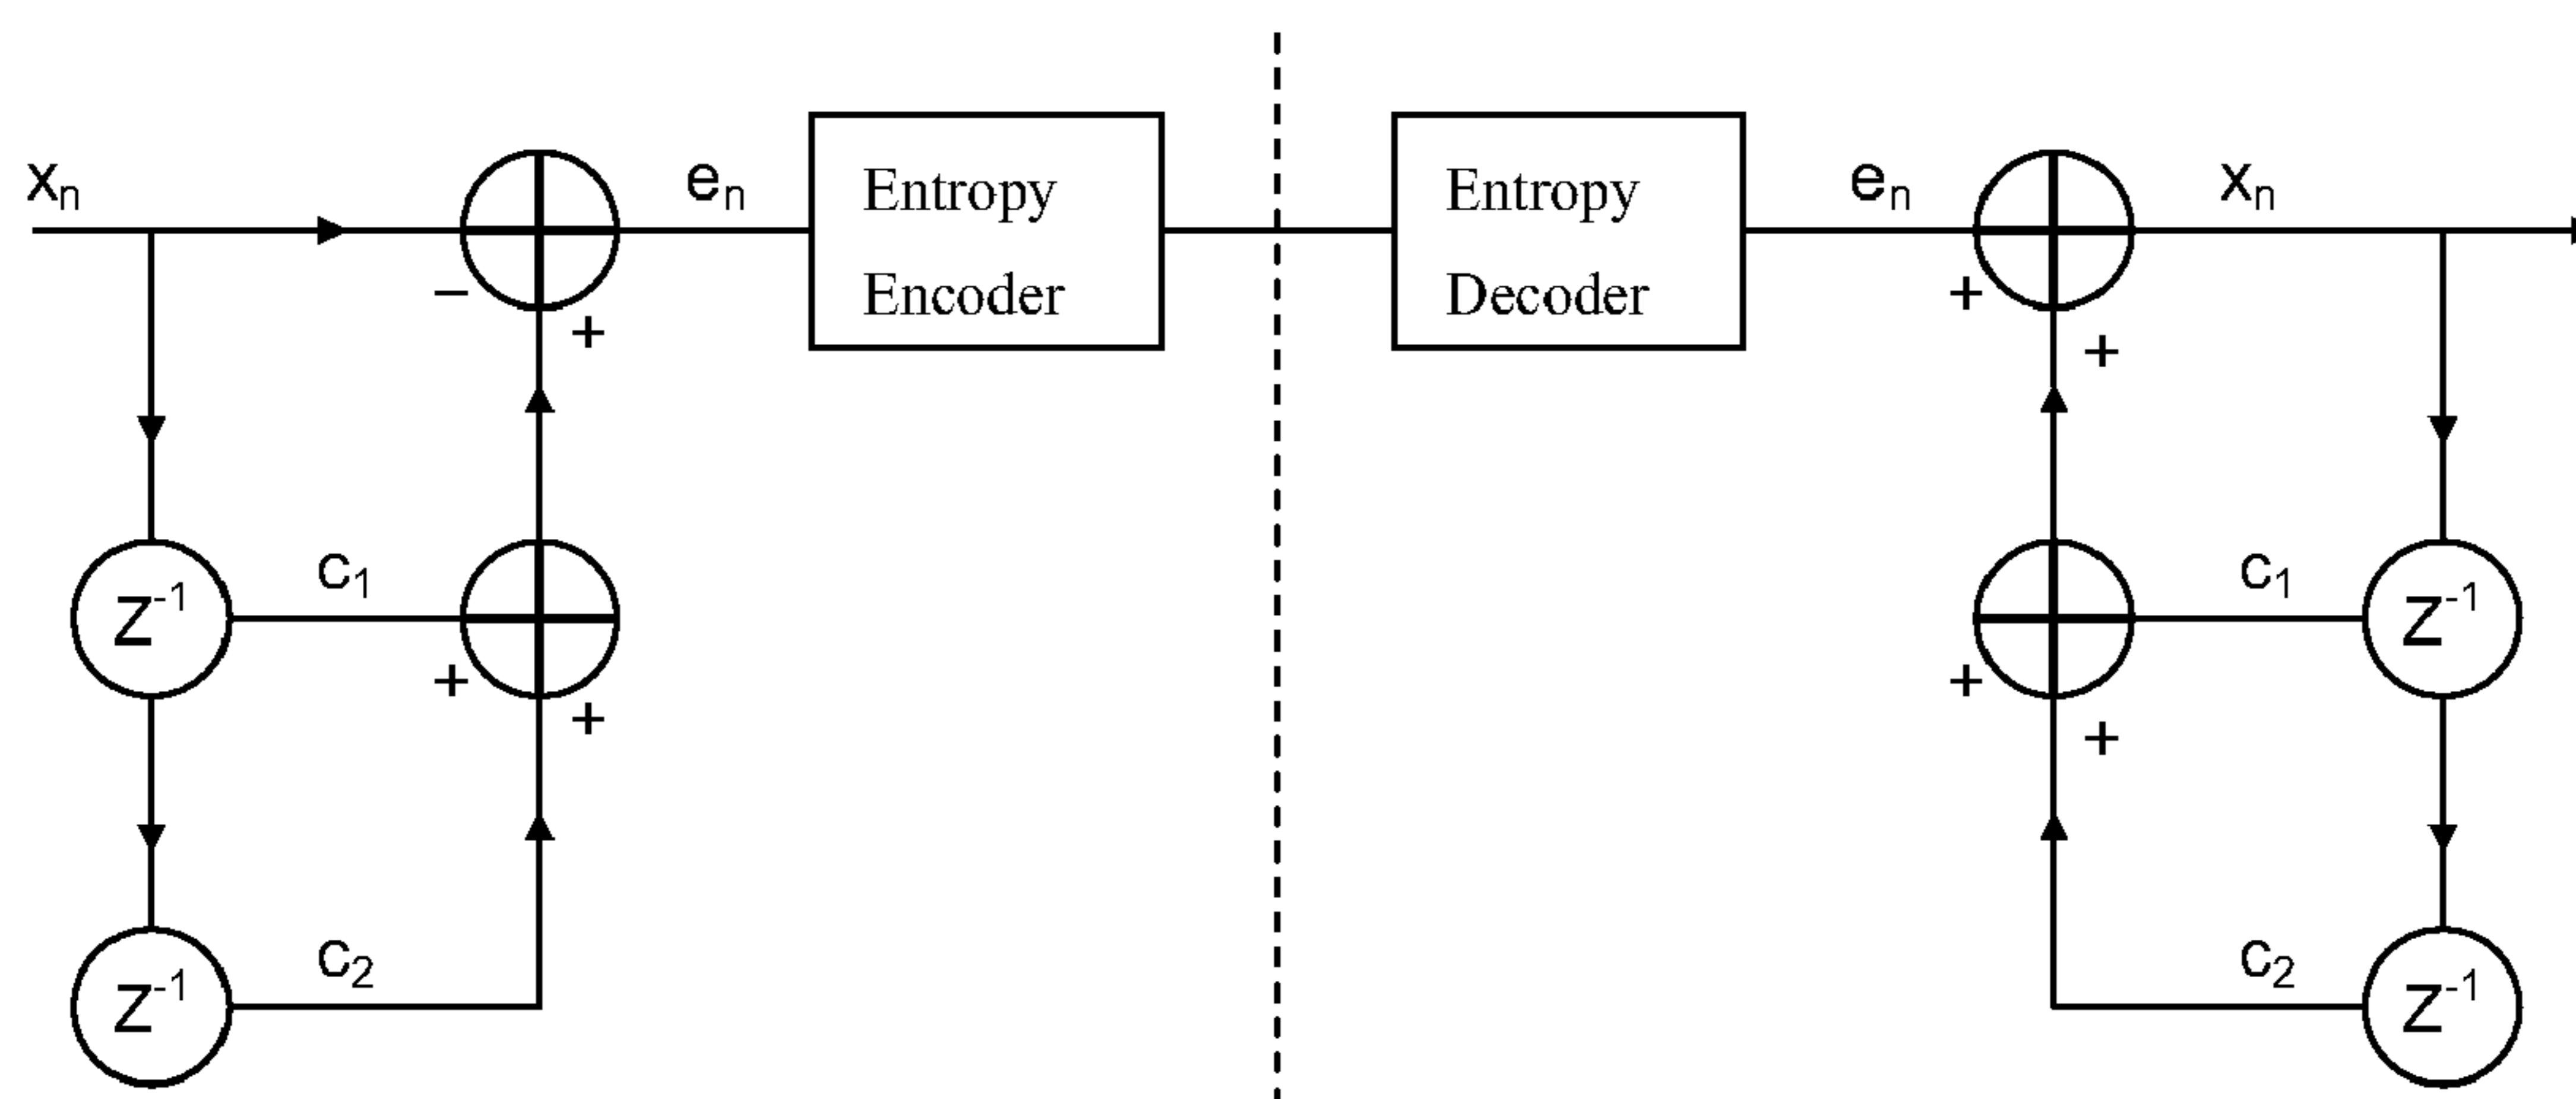 xn
en
Entropy
Encoder
Entropy
Decoder
en
xn
−
+
+
+
z-1
c1
+
+
+
+
c1
z-1
z-1
c2
c2
z-1